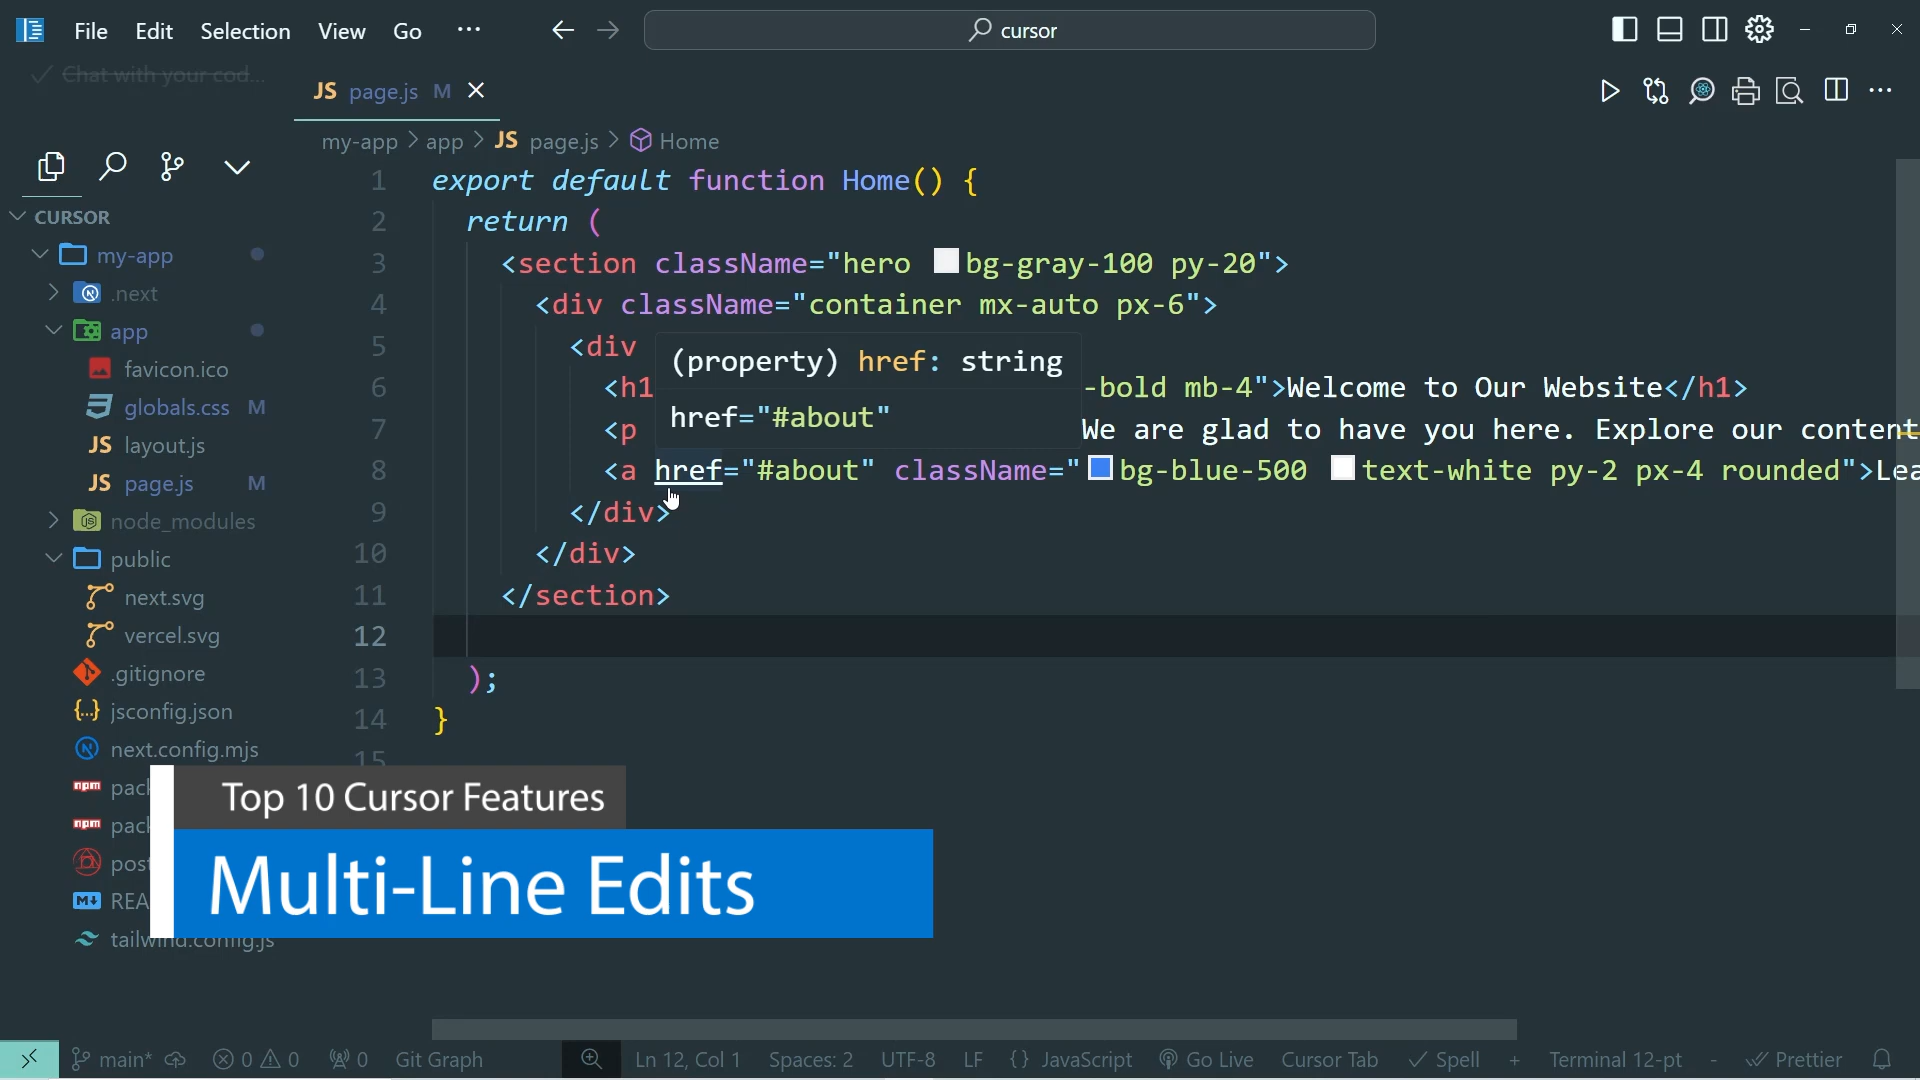 File Edit Selection View Go ··· cursor
Chat with your cod...
JS page.js M
my-app > app > JS page.js > Home
CURSOR
my-app
.next
app
favicon.ico
globals.css M
JS layout.js
JS page.js M
node_modules
public
next.svg
vercel.svg
.gitignore
{..} jsconfig.json
next.config.mjs
npm pack
npm pack
post
M↓ REA
tailwind.config.js
1 export default function Home() {
2 return (
3 <section className="hero bg-gray-100 py-20">
4 <div className="container mx-auto px-6">
5 <div
6 <h1 -bold mb-4">Welcome to Our Website</h1>
7 <p We are glad to have you here. Explore our content
8 <a href="#about" className="bg-blue-500 text-white py-2 px-4 rounded">Lea
9 </div>
10 </div>
11 </section>
12
13 );
14 }
15
(property) href: string
href="#about"
Top 10 Cursor Features
Multi-Line Edits
main* 0 0 0 Git Graph Ln 12, Col 1 Spaces: 2 UTF-8 LF {} JavaScript Go Live Cursor Tab Spell + Terminal 12-pt - Prettier